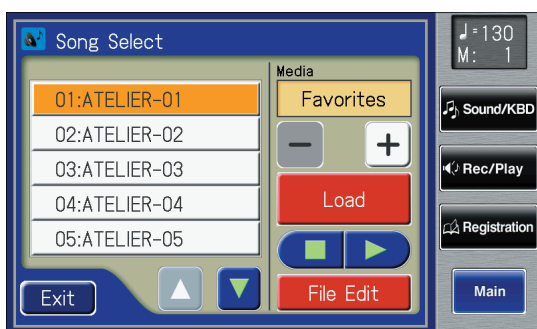 Song Select
01:ATELIER-01
02:ATELIER-02
03:ATELIER-03
04:ATELIER-04
05:ATELIER-05
Exit
Media
Favorites
−
+
Load
File Edit
♩=130
M: 1
Sound/KBD
Rec/Play
Registration
Main